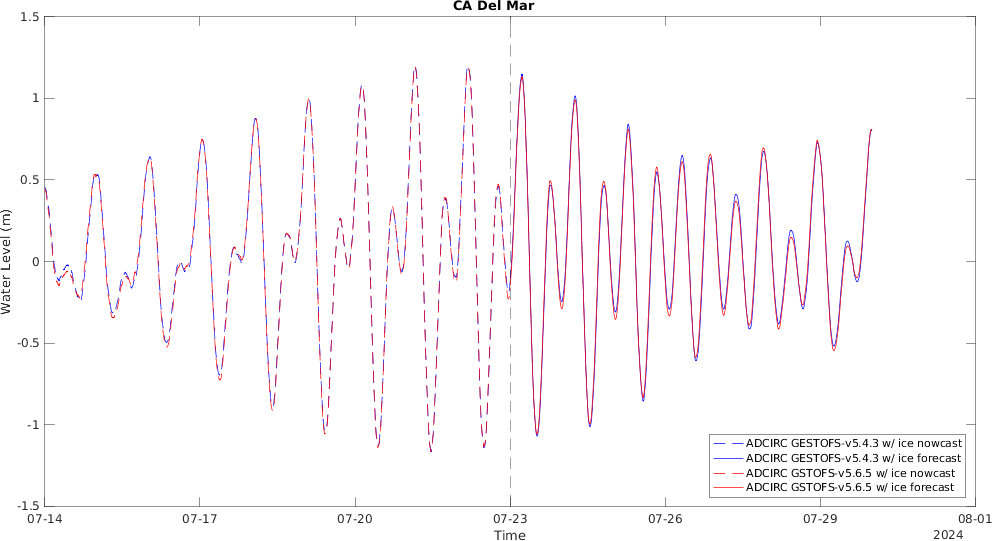 CA Del Mar
1.5
1
0.5
0
-0.5
-1
-1.5
Water Level (m)
07-14
07-17
07-20
07-23
07-26
07-29
08-01
Time
2024
ADCIRC GESTOFS-v5.4.3 w/ ice nowcast
ADCIRC GESTOFS-v5.4.3 w/ ice forecast
ADCIRC GSTOFS-v5.6.5 w/ ice nowcast
ADCIRC GSTOFS-v5.6.5 w/ ice forecast